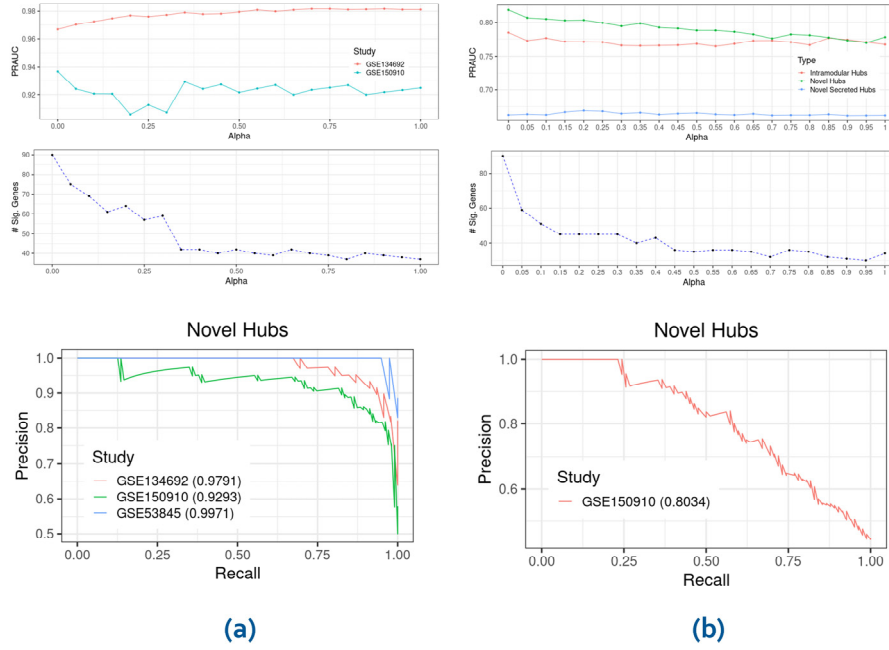 PRAUC
0.98
0.96
0.94
0.92
0.00
0.25
0.50
0.75
1.00
Alpha
Study
GSE134692
GSE150910
# Sig. Genes
90
80
70
60
50
40
0.00
0.25
0.50
0.75
1.00
Alpha
Novel Hubs
Precision
1.0
0.9
0.8
0.7
0.6
0.5
Study
GSE134692 (0.9791)
GSE150910 (0.9293)
GSE53845 (0.9971)
0.00
0.25
0.50
0.75
1.00
Recall
(a)
PRAUC
0.80
0.75
0.70
Type
Intramodular Hubs
Novel Hubs
Novel Secreted Hubs
0 0.05 0.1 0.15 0.2 0.25 0.3 0.35 0.4 0.45 0.5 0.55 0.6 0.65 0.7 0.75 0.8 0.85 0.9 0.95 1
Alpha
# Sig. Genes
80
60
40
0 0.05 0.1 0.15 0.2 0.25 0.3 0.35 0.4 0.45 0.5 0.55 0.6 0.65 0.7 0.75 0.8 0.85 0.9 0.95 1
Alpha
Novel Hubs
Precision
1.0
0.8
0.6
Study
GSE150910 (0.8034)
0.00
0.25
0.50
0.75
1.00
Recall
(b)